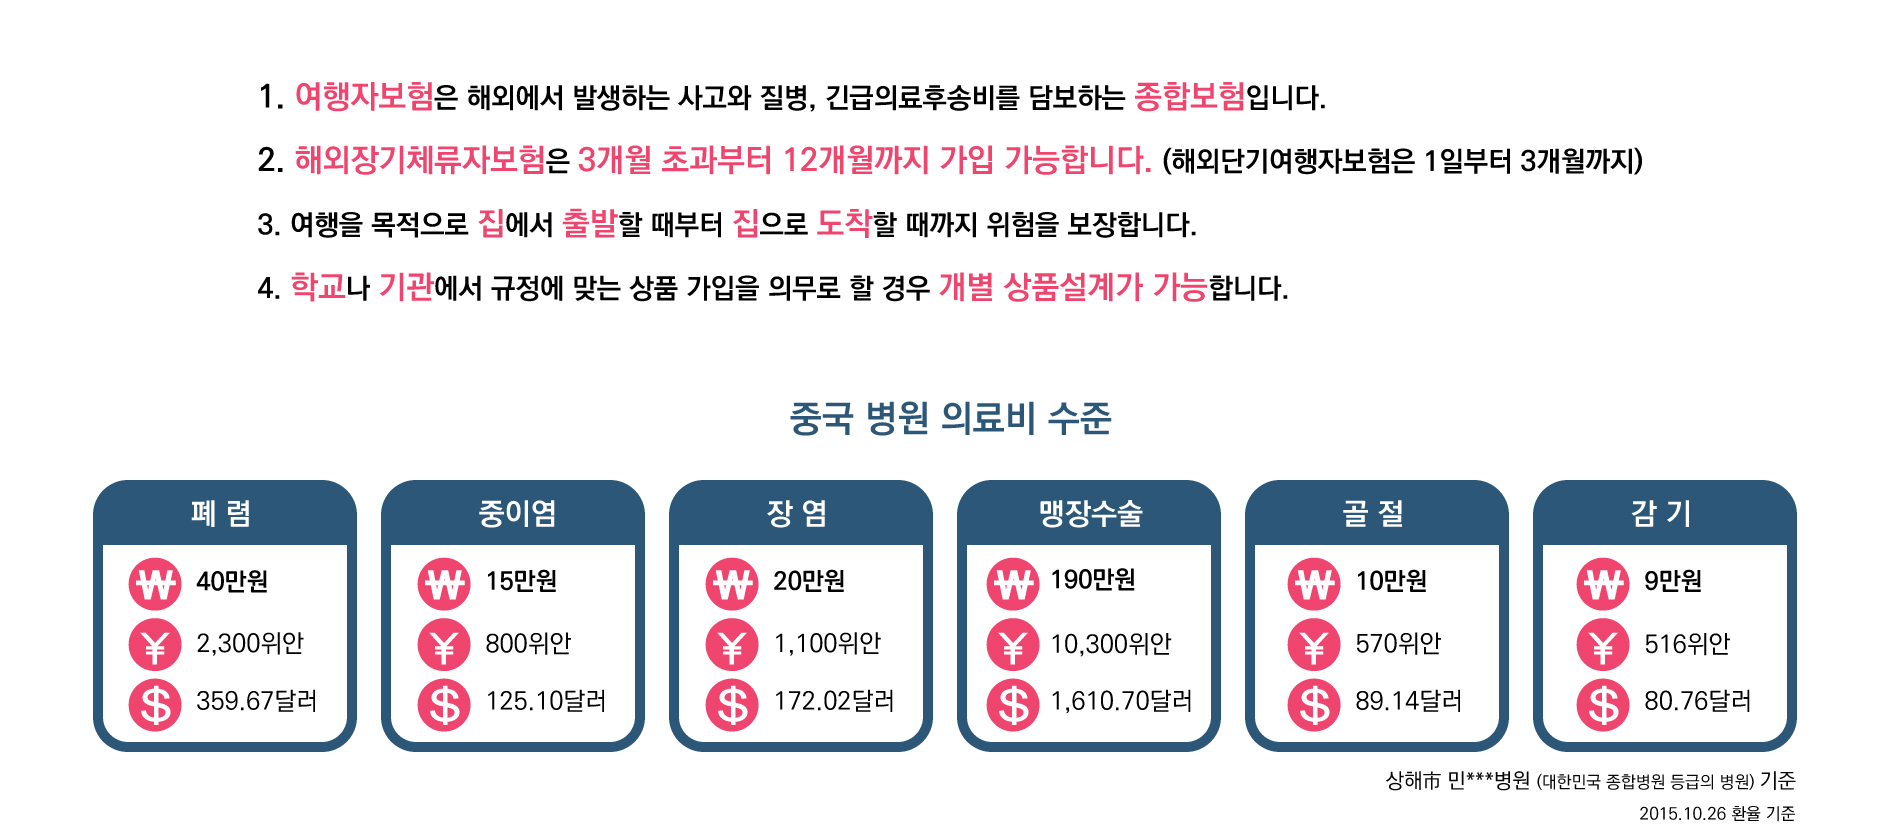 1. 여행자보험은 해외에서 발생하는 사고와 질병, 긴급의료후송비를 담보하는 종합보험입니다.
2. 해외장기체류자보험은 3개월 초과부터 12개월까지 가입 가능합니다. (해외단기여행자보험은 1일부터 3개월까지)
3. 여행을 목적으로 집에서 출발할 때부터 집으로 도착할 때까지 위험을 보장합니다.
4. 학교나 기관에서 규정에 맞는 상품 가입을 의무로 할 경우 개별 상품설계가 가능합니다.
중국 병원 의료비 수준
폐 렴
₩ 40만원
¥ 2,300위안
$ 359.67달러
중이염
₩ 15만원
¥ 800위안
$ 125.10달러
장 염
₩ 20만원
¥ 1,100위안
$ 172.02달러
맹장수술
₩ 190만원
¥ 10,300위안
$ 1,610.70달러
골 절
₩ 10만원
¥ 570위안
$ 89.14달러
감 기
₩ 9만원
¥ 516위안
$ 80.76달러
상해市 민***병원 (대한민국 종합병원 등급의 병원) 기준
2015.10.26 환율 기준